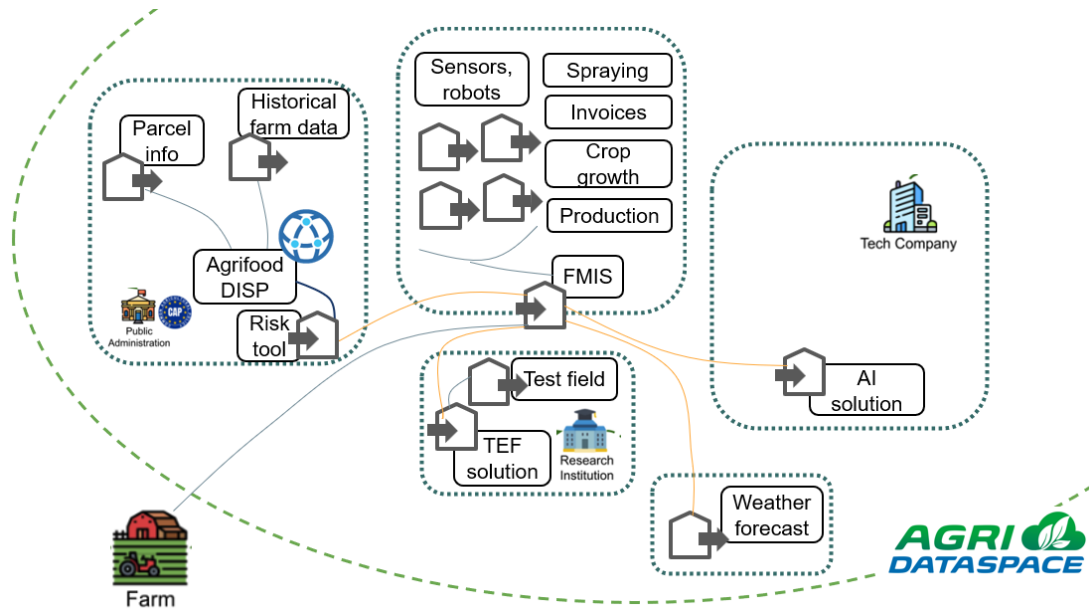 Parcel
info
Historical
farm data
Agrifood
DISP
Public
Administration
CAP
Risk
tool
Sensors,
robots
Spraying
Invoices
Crop
growth
Production
FMIS
Tech Company
AI
solution
Test field
TEF
solution
Research
Institution
Weather
forecast
Farm
AGRI
DATASPACE